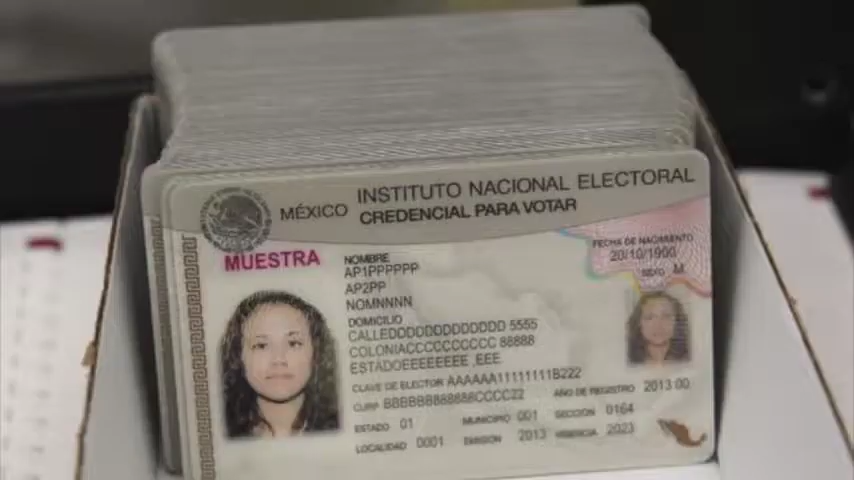 MÉXICO INSTITUTO NACIONAL ELECTORAL
CREDENCIAL PARA VOTAR
MUESTRA
NOMBRE
AP1PPPPPP
AP2PP
NOMNNNN
FECHA DE NACIMIENTO
20/10/1900
SEXO M
DOMICILIO
CALLEDDDDDDDDDDDDD 5555
COLONIACCCCCCCCCC 88888
ESTADOEEEEEEEE ,EEE
CLAVE DE ELECTOR AAAAAA11111111B222
CURP BBBBBB888888CCCC22 AÑO DE REGISTRO 2013 00
ESTADO 01 MUNICIPIO 001 SECCIÓN 0164
LOCALIDAD 0001 EMISIÓN 2013 VIGENCIA 2023